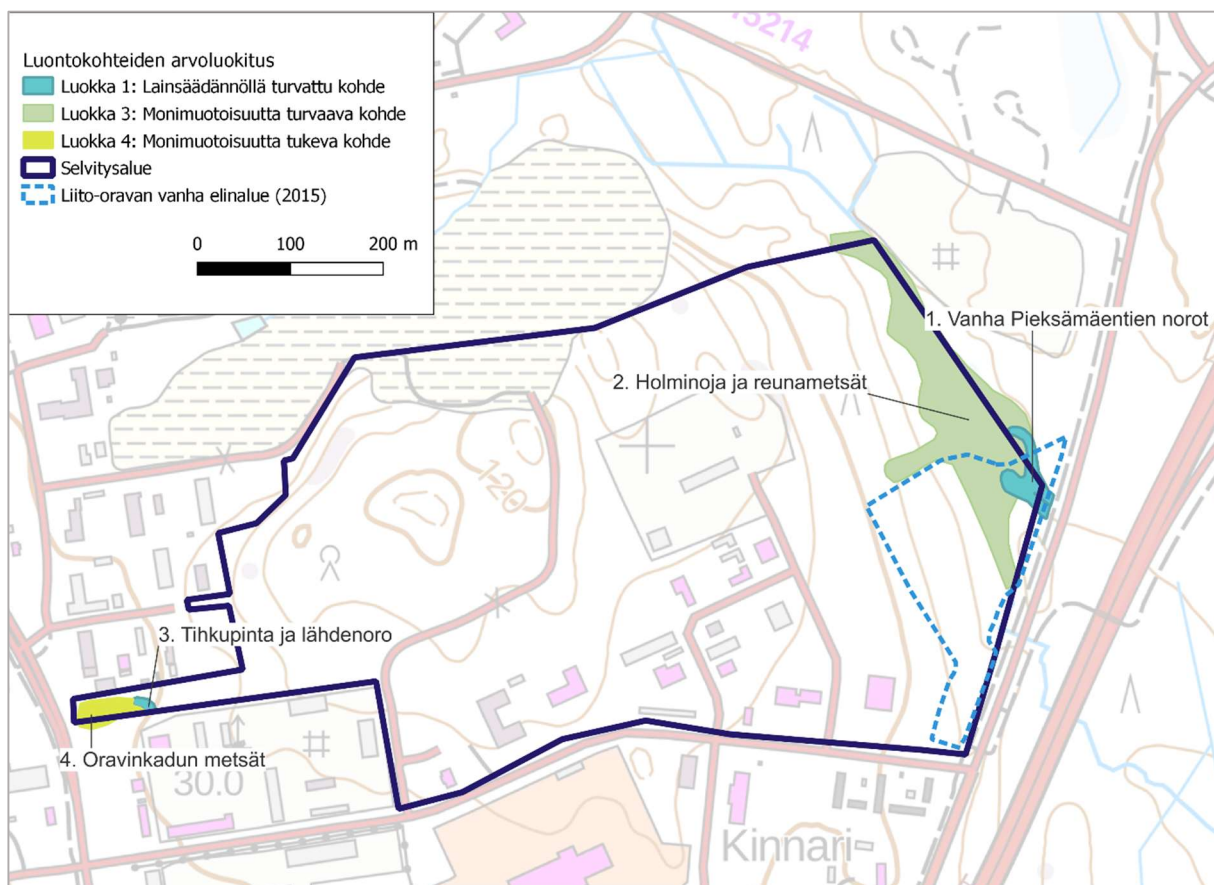 Luontokohteiden arvoluokitus
Luokka 1: Lainsäädännöllä turvattu kohde
Luokka 3: Monimuotoisuutta turvaava kohde
Luokka 4: Monimuotoisuutta tukeva kohde
Selvitysalue
Liito-oravan vanha elinalue (2015)
0 100 200 m
15214
1. Vanha Pieksämäentien norot
2. Holminoja ja reunametsät
120
3. Tihkupinta ja lähdenoro
4. Oravinkadun metsät
30.0
Kinnari